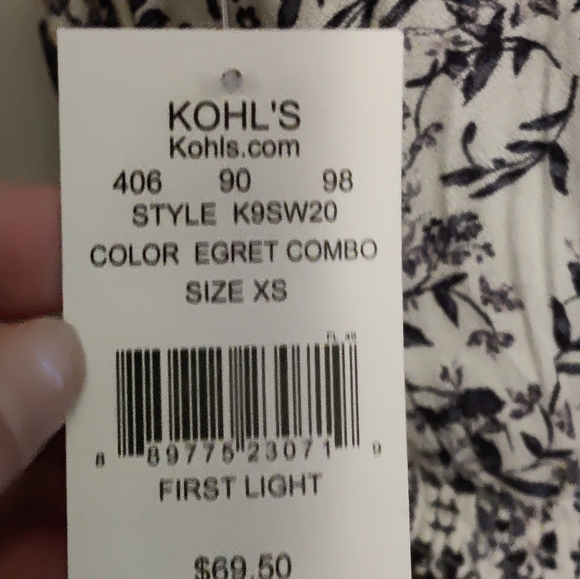 KOHL'S
Kohls.com
406 90 98
STYLE K9SW20
COLOR EGRET COMBO
SIZE XS
8 89775 23071 9
FIRST LIGHT
$69.50